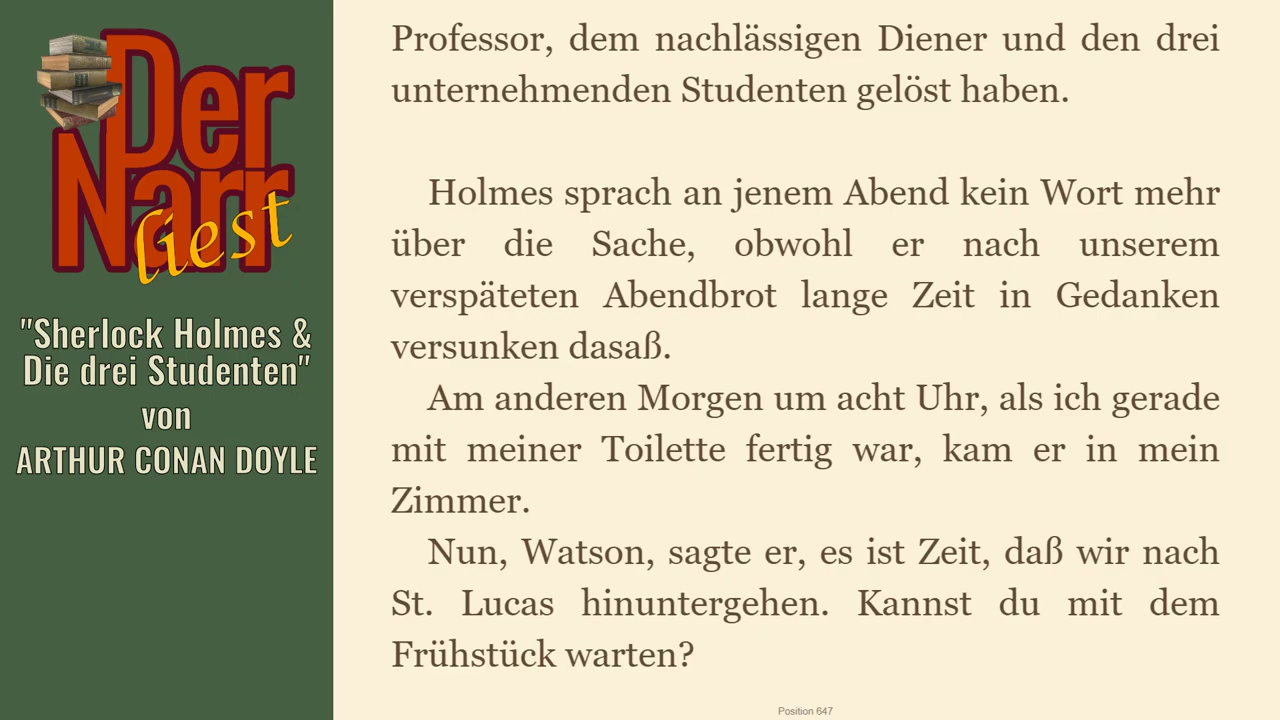 Der
Narr
liest
"Sherlock Holmes &
Die drei Studenten"
von
ARTHUR CONAN DOYLE
Professor, dem nachlässigen Diener und den drei
unternehmenden Studenten gelöst haben.
Holmes sprach an jenem Abend kein Wort mehr
über die Sache, obwohl er nach unserem
verspäteten Abendbrot lange Zeit in Gedanken
versunken dasaß.
Am anderen Morgen um acht Uhr, als ich gerade
mit meiner Toilette fertig war, kam er in mein
Zimmer.
Nun, Watson, sagte er, es ist Zeit, daß wir nach
St. Lucas hinuntergehen. Kannst du mit dem
Frühstück warten?
Position 647